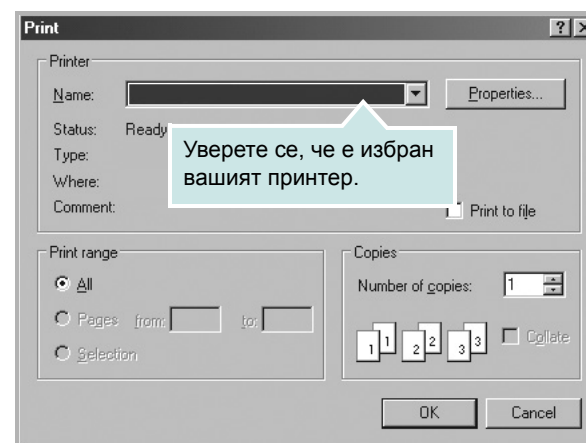 Print
Printer
Name:
Properties...
Status: Ready
Type:
Where:
Comment:
Уверете се, че е избран
вашият принтер.
Print to file
Print range
All
Pages from: to:
Selection
Copies
Number of copies: 1
1 1 2 2 3 3
Collate
OK Cancel